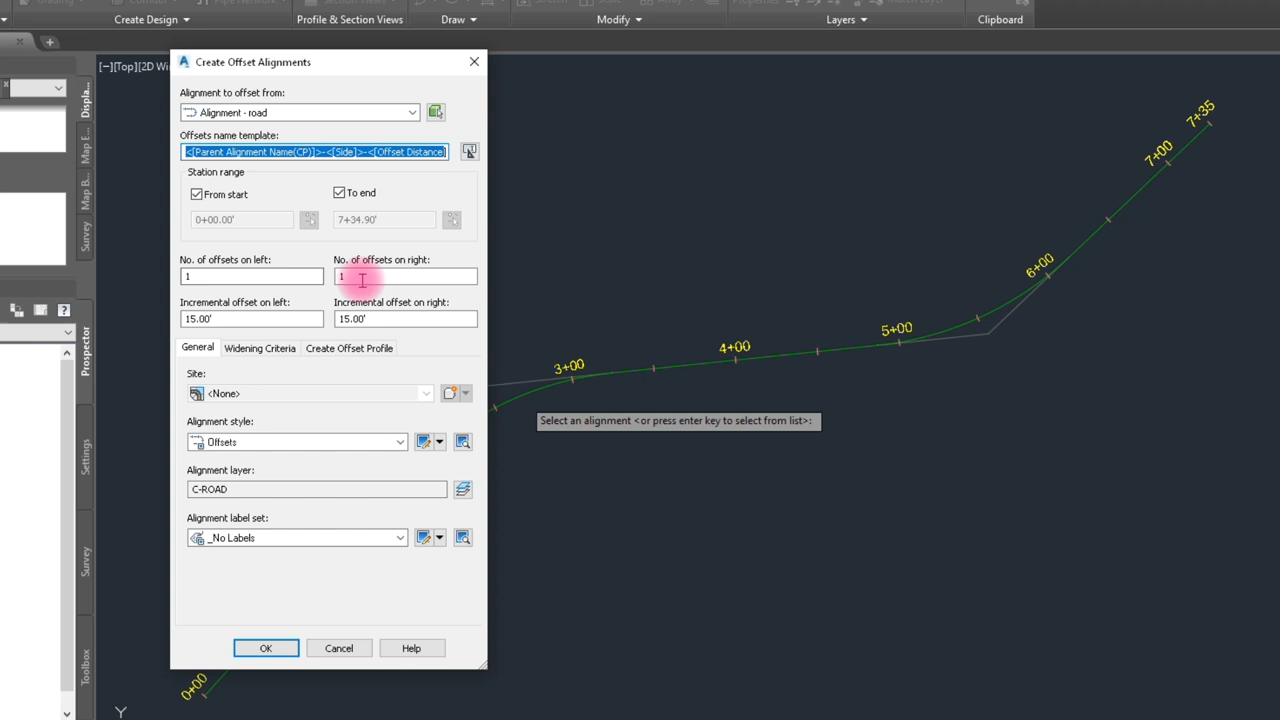 Create Design
Profile & Section Views
Draw
Modify
Layers
Clipboard
[−][Top][2D Wi
Create Offset Alignments
Alignment to offset from:
Alignment - road
Offsets name template:
<[Parent Alignment Name(CP)]>-<[Side]>-<[Offset Distance]
Station range
From start
To end
0+00.00'
7+34.90'
No. of offsets on left:
No. of offsets on right:
1
1
Incremental offset on left:
Incremental offset on right:
15.00'
15.00'
General
Widening Criteria
Create Offset Profile
Site:
<None>
Alignment style:
Offsets
Alignment layer:
C-ROAD
Alignment label set:
_No Labels
OK
Cancel
Help
Displa...
Map E...
Map B...
Survey
Prospector
Settings
Survey
Toolbox
0+00
3+00
4+00
5+00
6+00
7+00
7+35
Select an alignment <or press enter key to select from list>:
Y